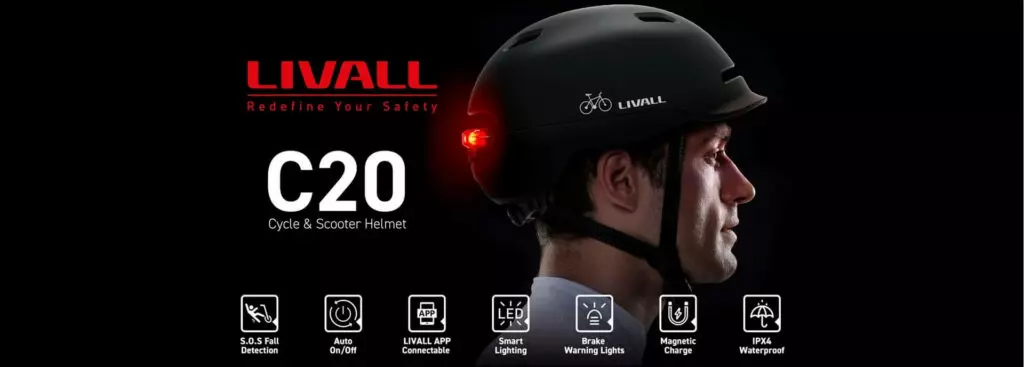 LIVALL
Redefine Your Safety
LIVALL
C20
Cycle & Scooter Helmet
S.O.S Fall
Detection
Auto
On/Off
APP
LIVALL APP
Connectable
LED
Smart
Lighting
Brake
Warning Lights
Magnetic
Charge
IPX4
Waterproof